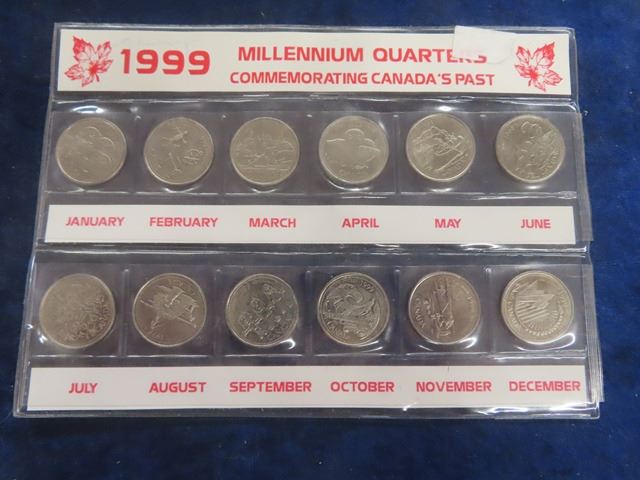 1999 MILLENNIUM QUARTERS
COMMEMORATING CANADA'S PAST
JANUARY FEBRUARY MARCH APRIL MAY JUNE
JULY AUGUST SEPTEMBER OCTOBER NOVEMBER DECEMBER